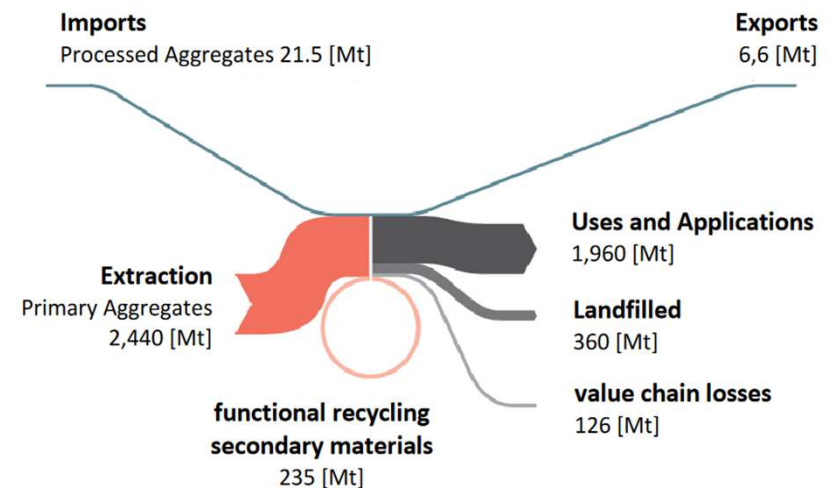 Imports
Processed Aggregates 21.5 [Mt]
Exports
6,6 [Mt]
Extraction
Primary Aggregates
2,440 [Mt]
Uses and Applications
1,960 [Mt]
Landfilled
360 [Mt]
value chain losses
126 [Mt]
functional recycling
secondary materials
235 [Mt]